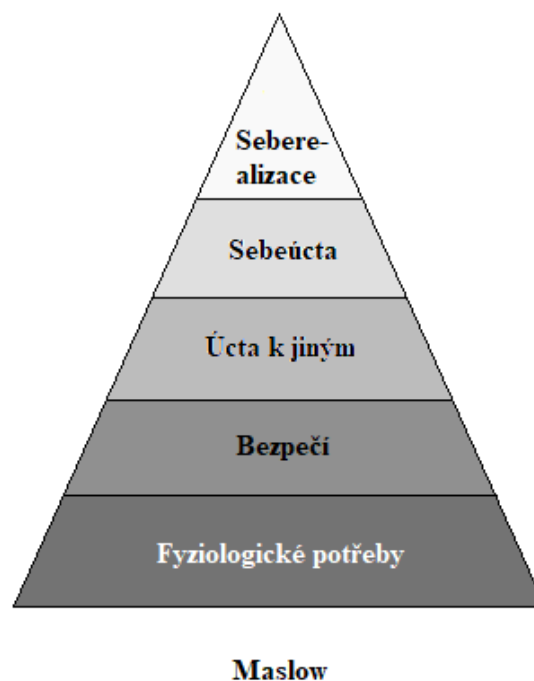 Sebere-
alizace
Sebeúcta
Úcta k jiným
Bezpečí
Fyziologické potřeby
Maslow